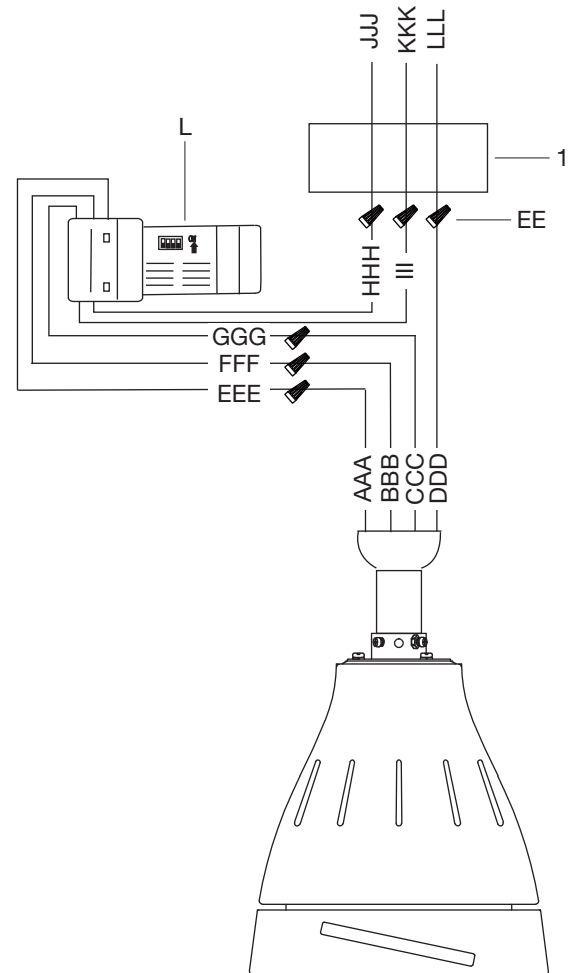 JJJ
KKK
LLL
L
1
EE
HHH
III
GGG
FFF
EEE
AAA
BBB
CCC
DDD